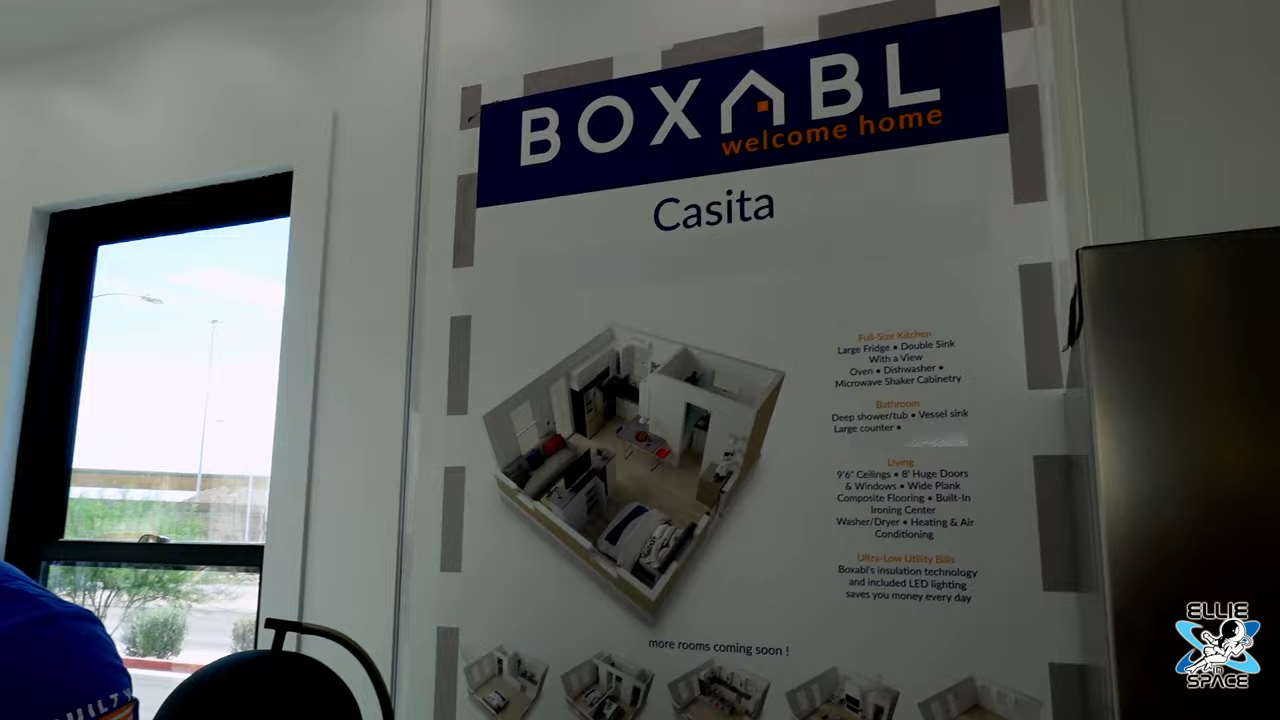 BOXABL
welcome home
Casita
Full-Size Kitchen
Large Fridge • Double Sink
With a View
Oven • Dishwasher •
Microwave Shaker Cabinetry
Bathroom
Deep shower/tub • Vessel sink
Large counter •
Living
9'6" Ceilings • 8' Huge Doors
& Windows • Wide Plank
Composite Flooring • Built-In
Ironing Center
Washer/Dryer • Heating & Air
Conditioning
Ultra-Low Utility Bills
Boxabl's insulation technology
and included LED lighting
saves you money every day
more rooms coming soon !
ELLIE
in
SPACE